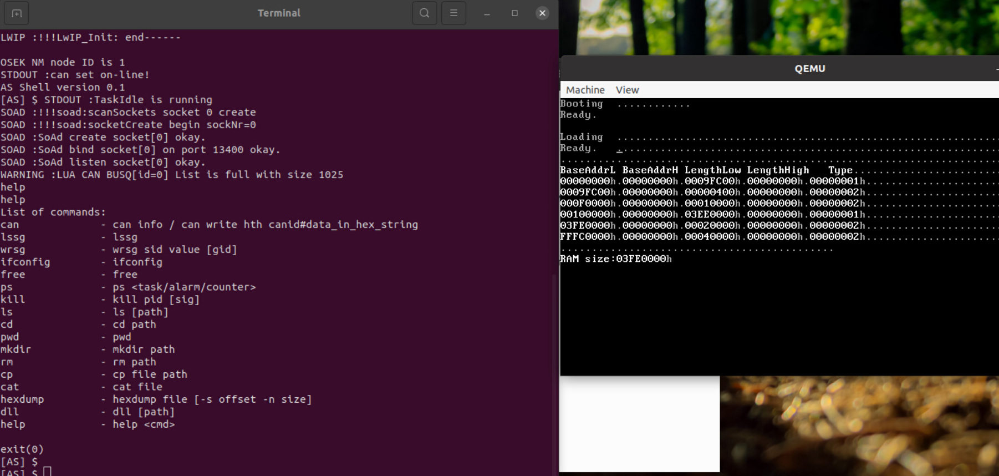 Terminal
LWIP :!!!LwIP_Init: end------
OSEK NM node ID is 1
STDOUT :can set on-line!
AS Shell version 0.1
[AS] $ STDOUT :TaskIdle is running
SOAD :!!!soad:scanSockets socket 0 create
SOAD :!!!soad:socketCreate begin sockNr=0
SOAD :SoAd create socket[0] okay.
SOAD :SoAd bind socket[0] on port 13400 okay.
SOAD :SoAd listen socket[0] okay.
WARNING :LUA CAN BUSQ[id=0] List is full with size 1025
help
help
List of commands:
can - can info / can write hth canid#data_in_hex_string
lssg - lssg
wrsg - wrsg sid value [gid]
ifconfig - ifconfig
free - free
ps - ps <task/alarm/counter>
kill - kill pid [sig]
ls - ls [path]
cd - cd path
pwd - pwd
mkdir - mkdir path
rm - rm path
cp - cp file path
cat - cat file
hexdump - hexdump file [-s offset -n size]
dll - dll [path]
help - help <cmd>
exit(0)
[AS] $
[AS] $
QEMU
Machine View
Booting ............
Ready.
Loading .............................................................
Ready. .............................................................
......................................................................
BaseAddrL BaseAddrH LengthLow LengthHigh Type.......................
00000000h.00000000h.0009FC00h.00000000h.00000001h
0009FC00h.00000000h.00000400h.00000000h.00000002h......................
000F0000h.00000000h.00010000h.00000000h.00000002h......................
00100000h.00000000h.03EE0000h.00000000h.00000001h......................
03FE0000h.00000000h.00020000h.00000000h.00000002h......................
FFFC0000h.00000000h.00040000h.00000000h.00000002h......................
............................................
RAM size:03FE0000h